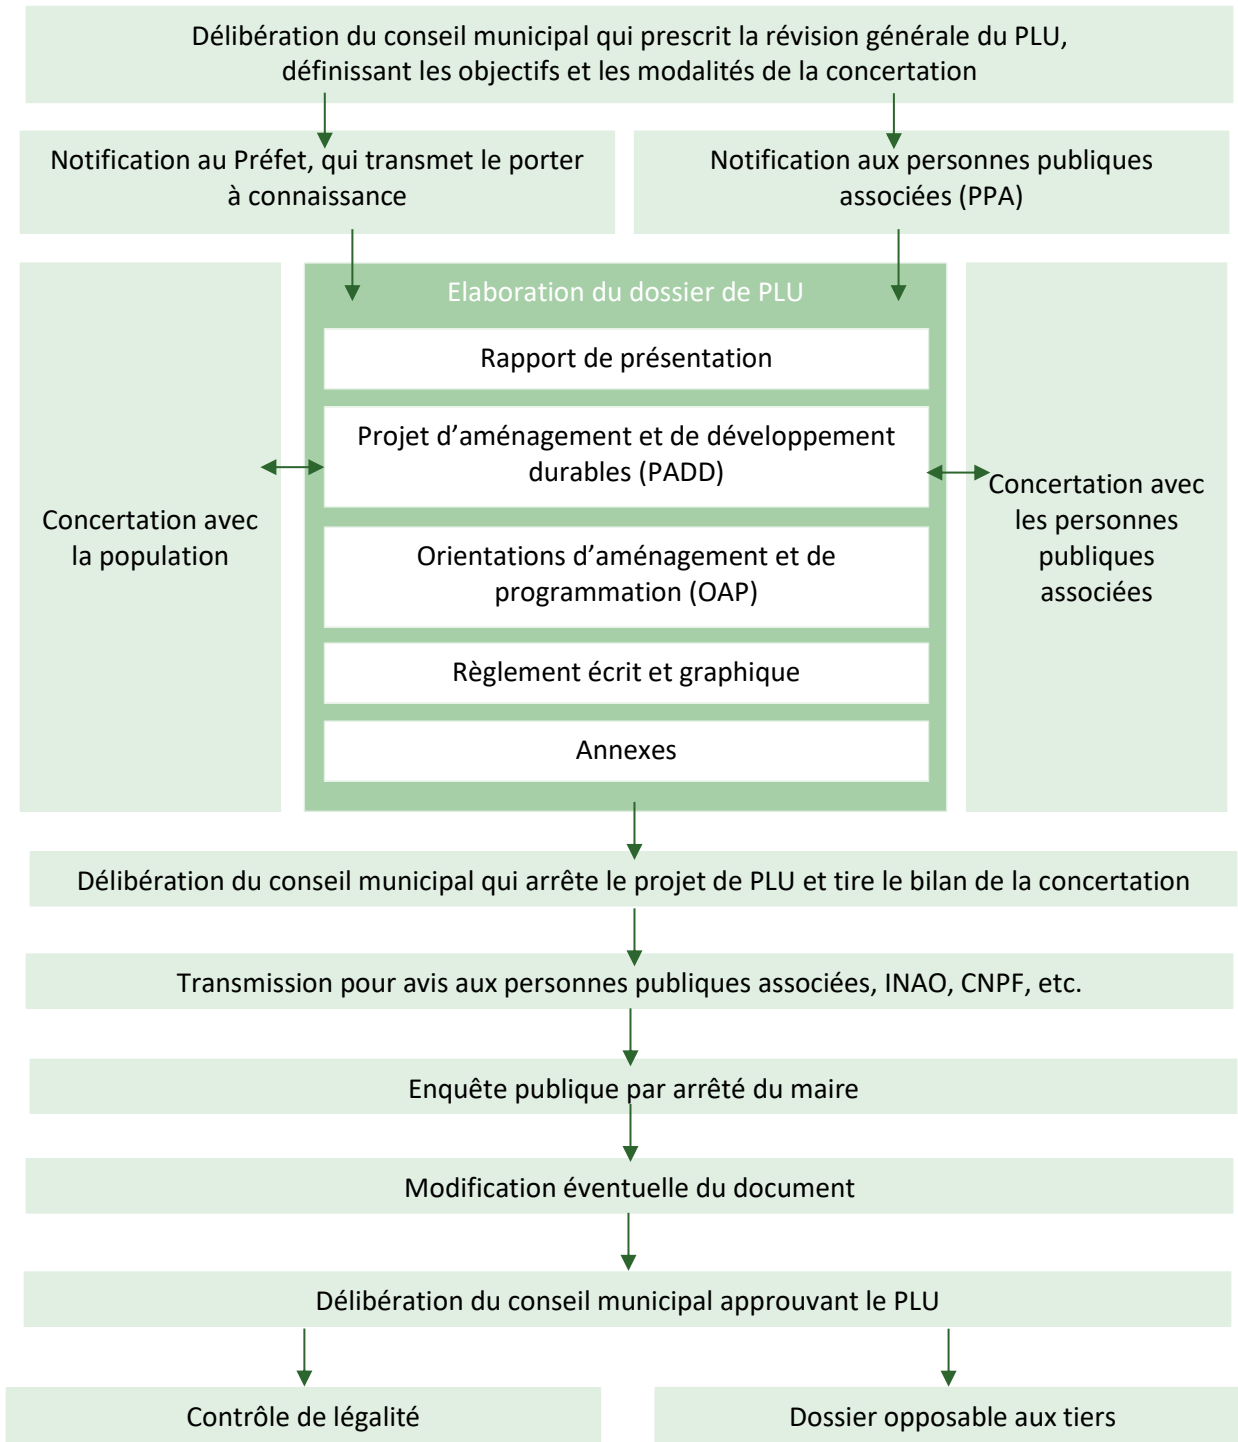 Délibération du conseil municipal qui prescrit la révision générale du PLU,
définissant les objectifs et les modalités de la concertation
Notification au Préfet, qui transmet le porter
à connaissance
Notification aux personnes publiques
associées (PPA)
Elaboration du dossier de PLU
Rapport de présentation
Projet d’aménagement et de développement
durables (PADD)
Orientations d’aménagement et de
programmation (OAP)
Règlement écrit et graphique
Annexes
Concertation avec
la population
Concertation avec
les personnes
publiques
associées
Délibération du conseil municipal qui arrête le projet de PLU et tire le bilan de la concertation
Transmission pour avis aux personnes publiques associées, INAO, CNPF, etc.
Enquête publique par arrêté du maire
Modification éventuelle du document
Délibération du conseil municipal approuvant le PLU
Contrôle de légalité
Dossier opposable aux tiers